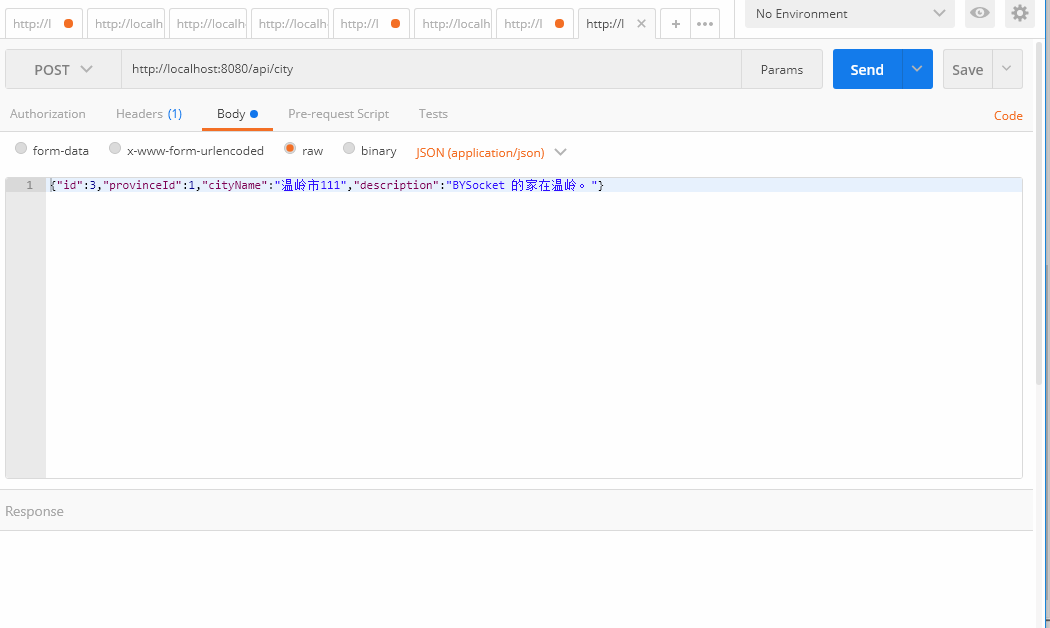 http://l http://localh http://localh http://localh http://l http://localh http://l http://l No Environment
POST http://localhost:8080/api/city Params Send Save
Authorization Headers (1) Body Pre-request Script Tests Code
form-data x-www-form-urlencoded raw binary JSON (application/json)
1 {"id":3,"provinceId":1,"cityName":"温岭市111","description":"BYSocket 的家在温岭。"}
Response